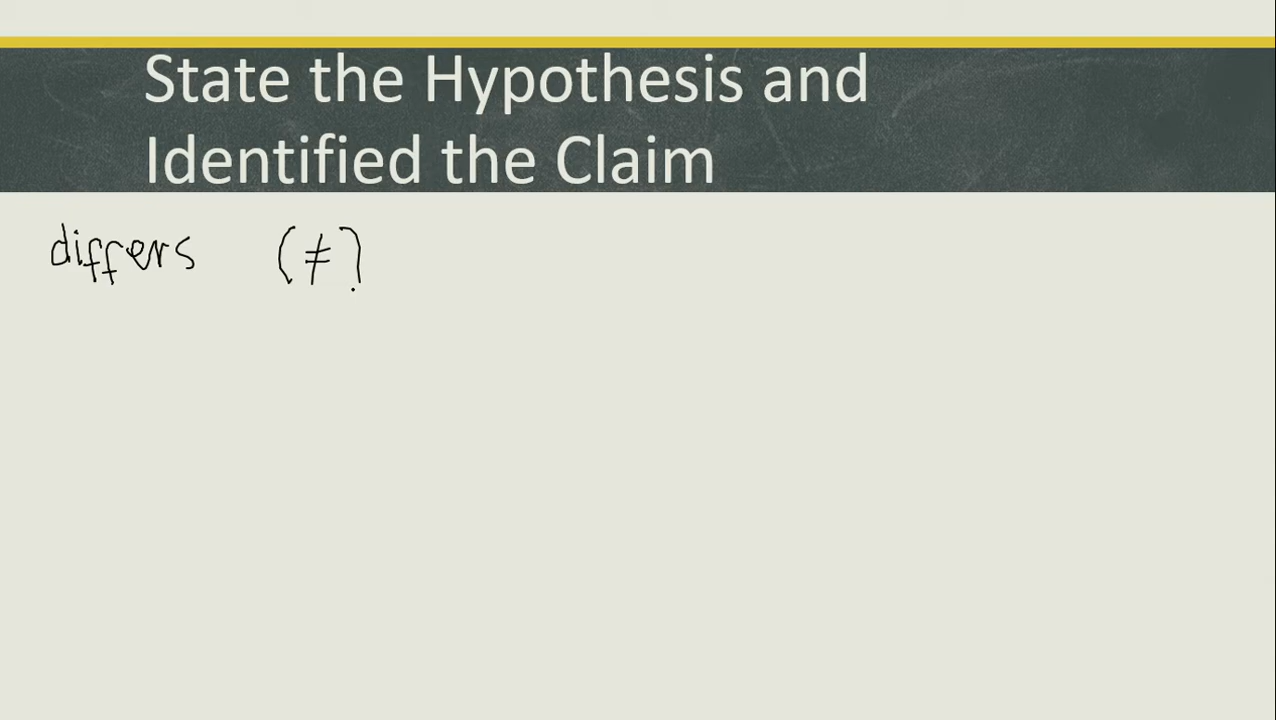 State the Hypothesis and
Identified the Claim
differs (≠)